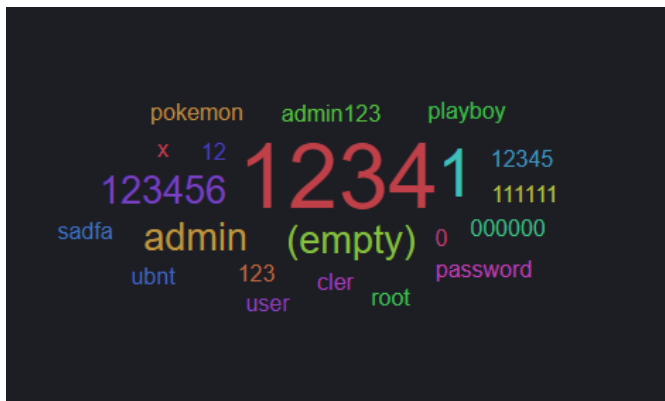 pokemon admin123 playboy
x 12 1234 1 12345
123456 111111
sadfa admin (empty) 0 000000
ubnt 123 cler password
user root